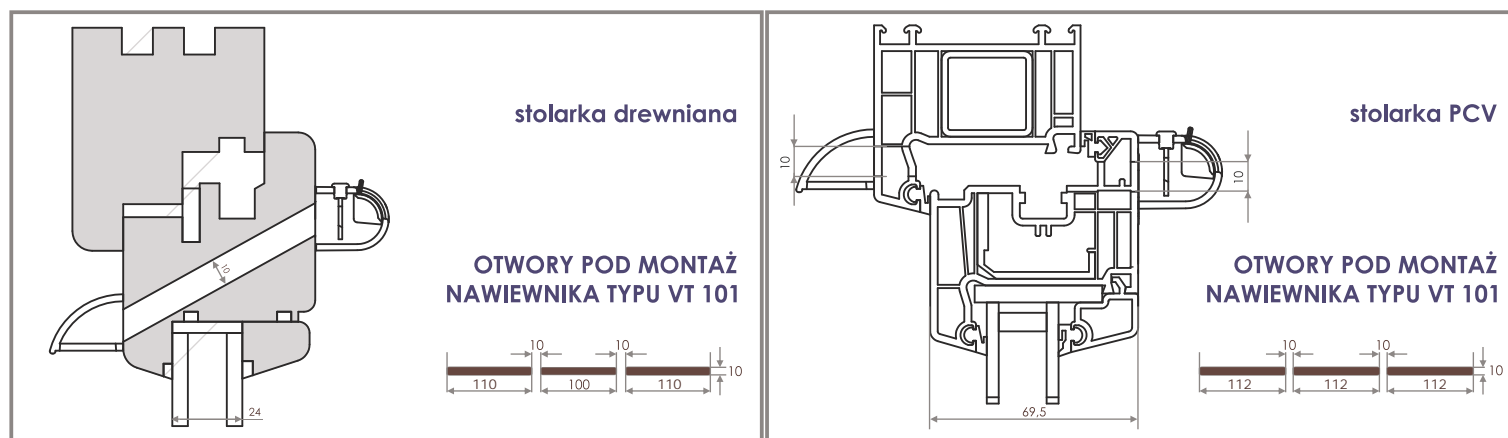 stolarka drewniana
10
OTWORY POD MONTAŻ
NAWIEWNIKA TYPU VT 101
10 10
10
110 100 110
24
stolarka PCV
10
10
OTWORY POD MONTAŻ
NAWIEWNIKA TYPU VT 101
10 10
10
112 112 112
69,5